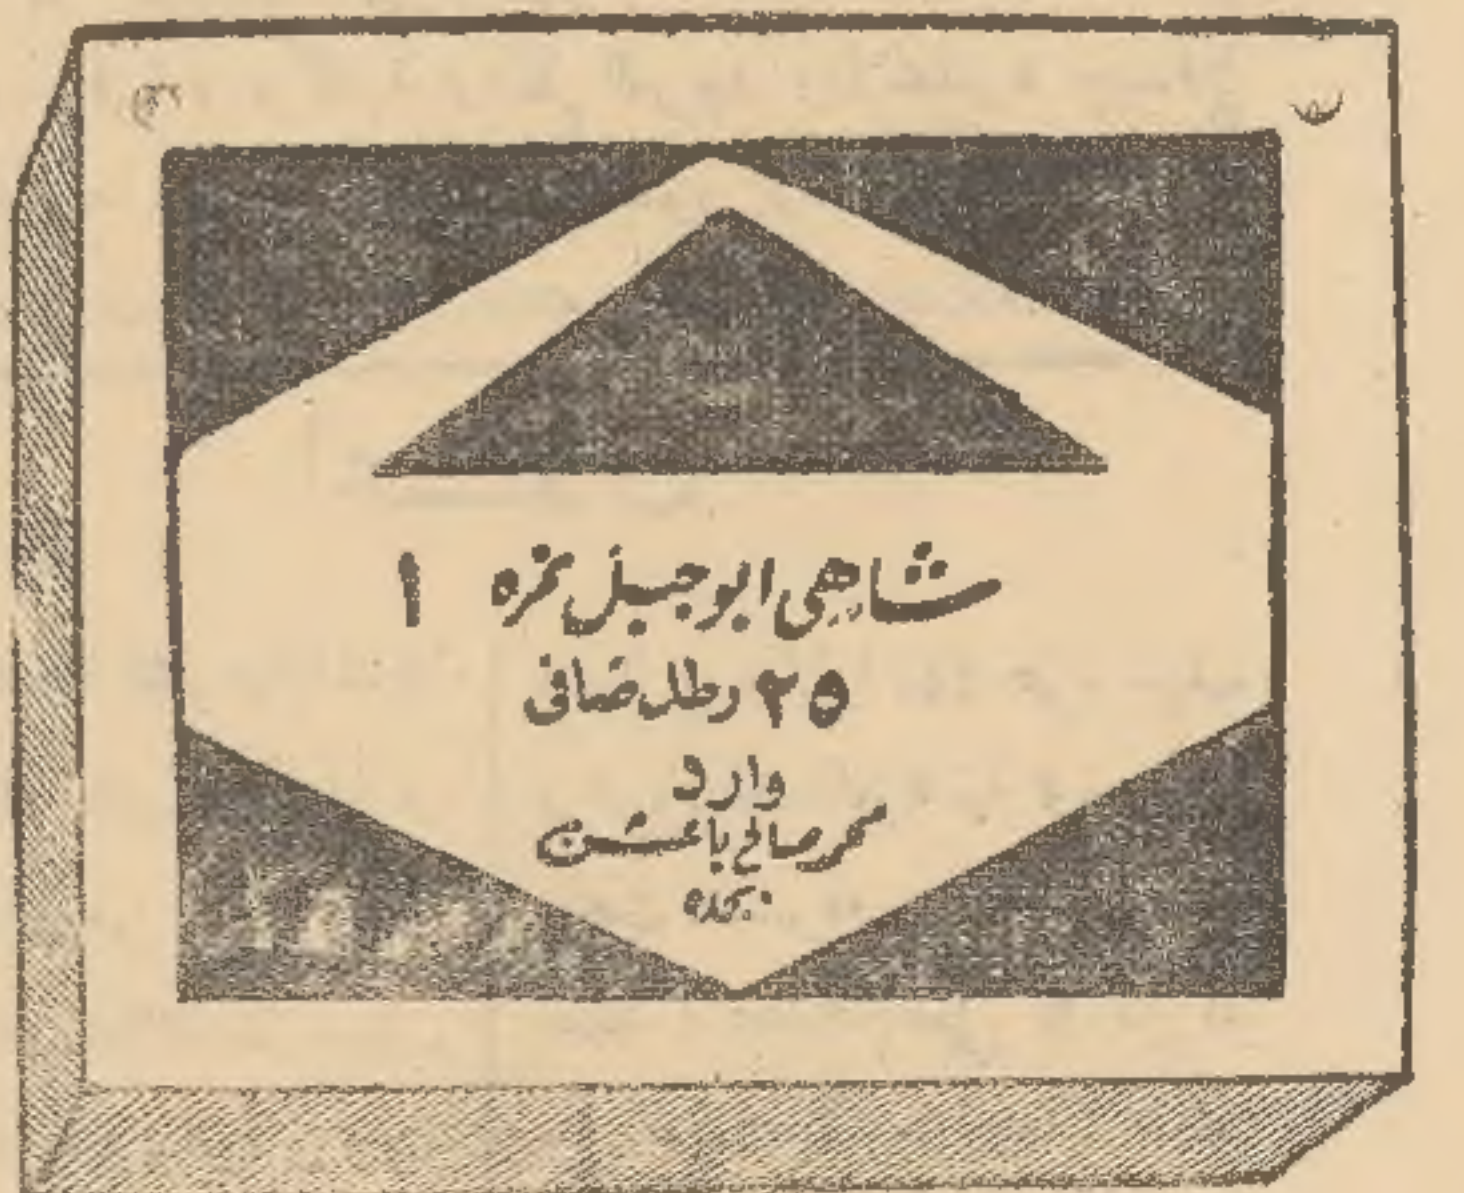 شاهي ابو جبل نمره ١
٢٥ رطل صافي
وارد
محمد صالح باعشن
بجده